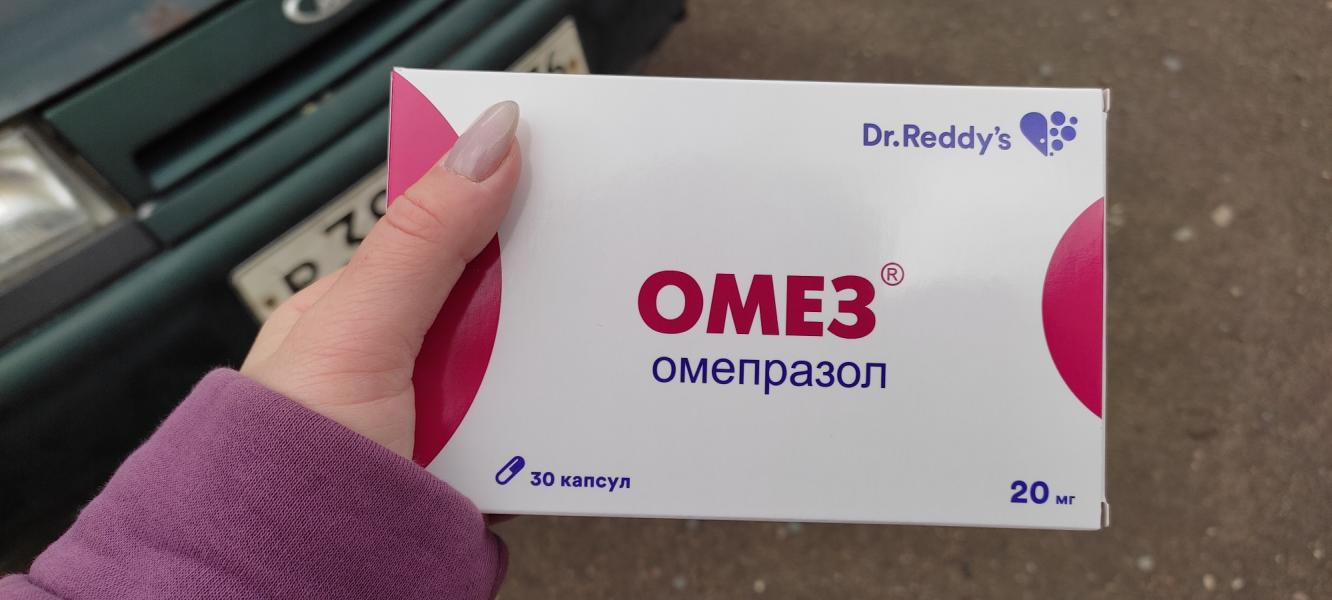 Dr.Reddy's
ОМЕЗ®
омепразол
30 капсул
20 мг